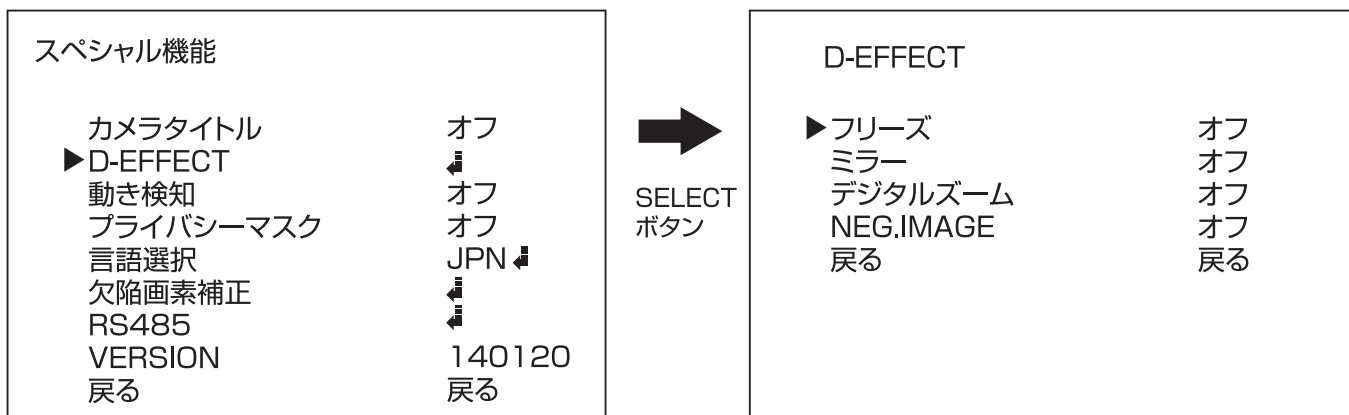 スペシャル機能
カメラタイトル オフ
▶D-EFFECT ↲
動き検知 オフ
プライバシーマスク オフ
言語選択 JPN↲
欠陥画素補正 ↲
RS485 ↲
VERSION 140120
戻る 戻る
SELECT
ボタン
D-EFFECT
▶フリーズ オフ
ミラー オフ
デジタルズーム オフ
NEG.IMAGE オフ
戻る 戻る